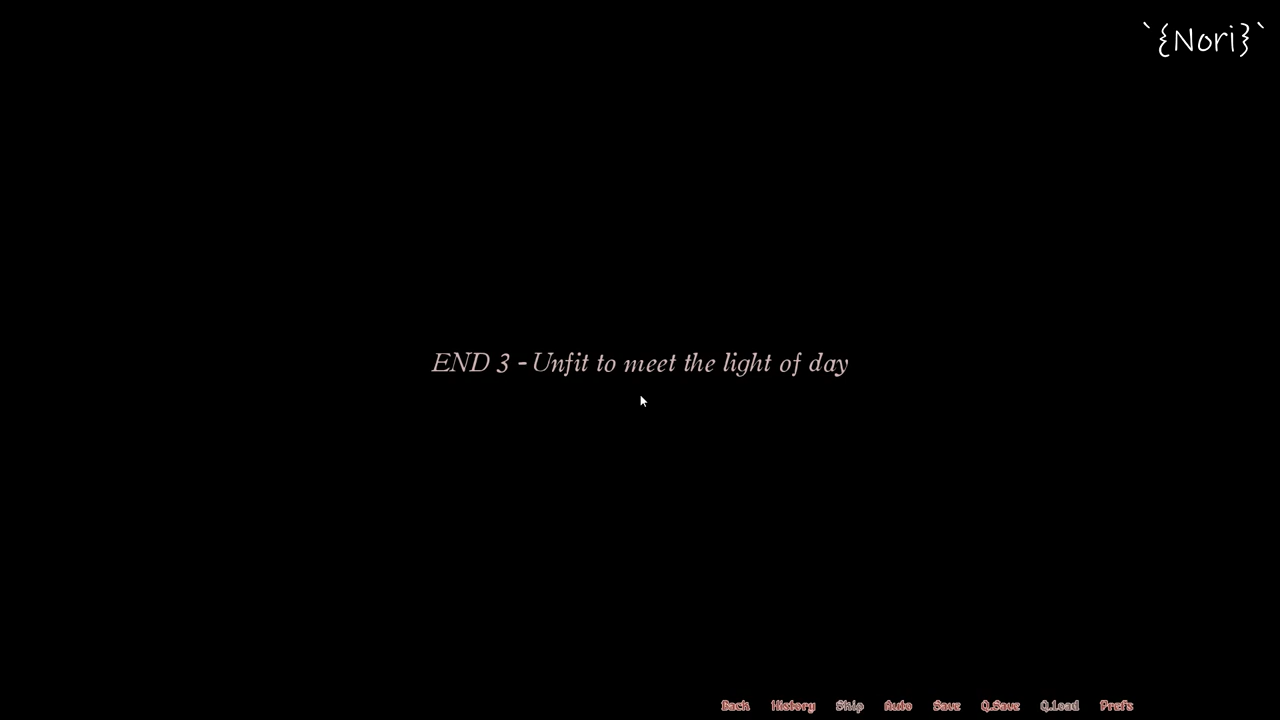 `{Nori}`
END 3 - Unfit to meet the light of day
Back History Skip Auto Save Q.Save Q.Load Prefs